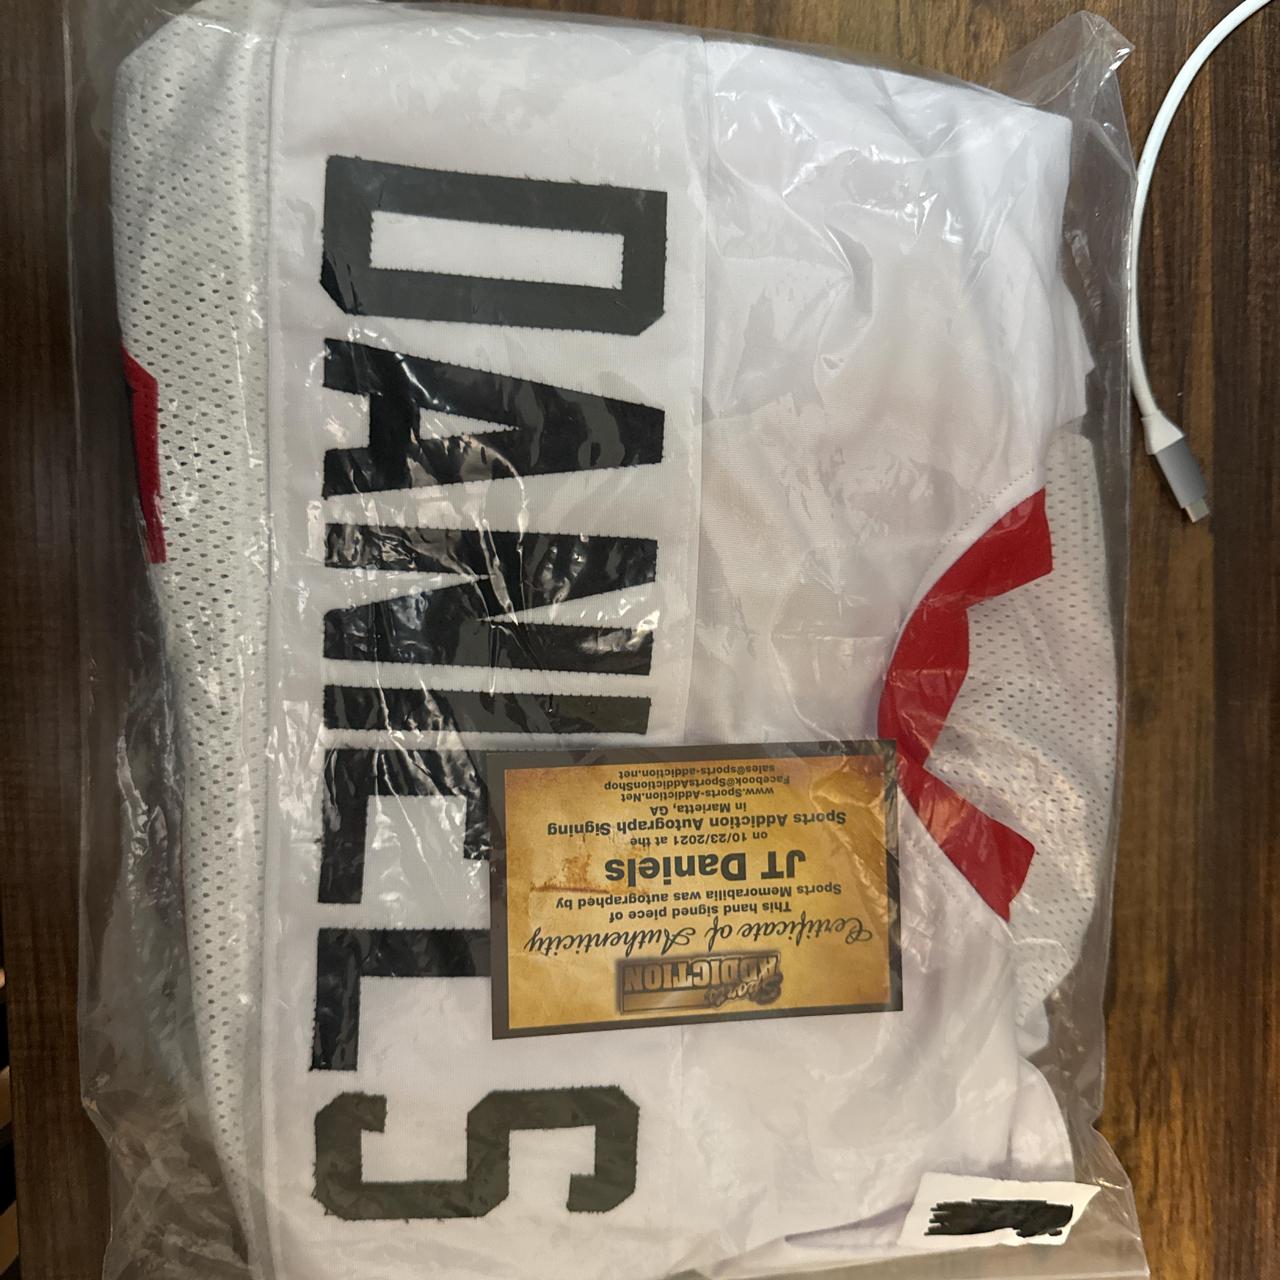 DANIELS
Sports
ADDICTION
Certificate of Authenticity
This hand signed piece of
Sports Memorabilia was autographed by
JT Daniels
on 10/23/2021 at the
Sports Addiction Autograph Signing
in Marietta, GA
www.Sports-Addiction.Net
Facebook@SportsAddictionShop
sales@sports-addiction.net